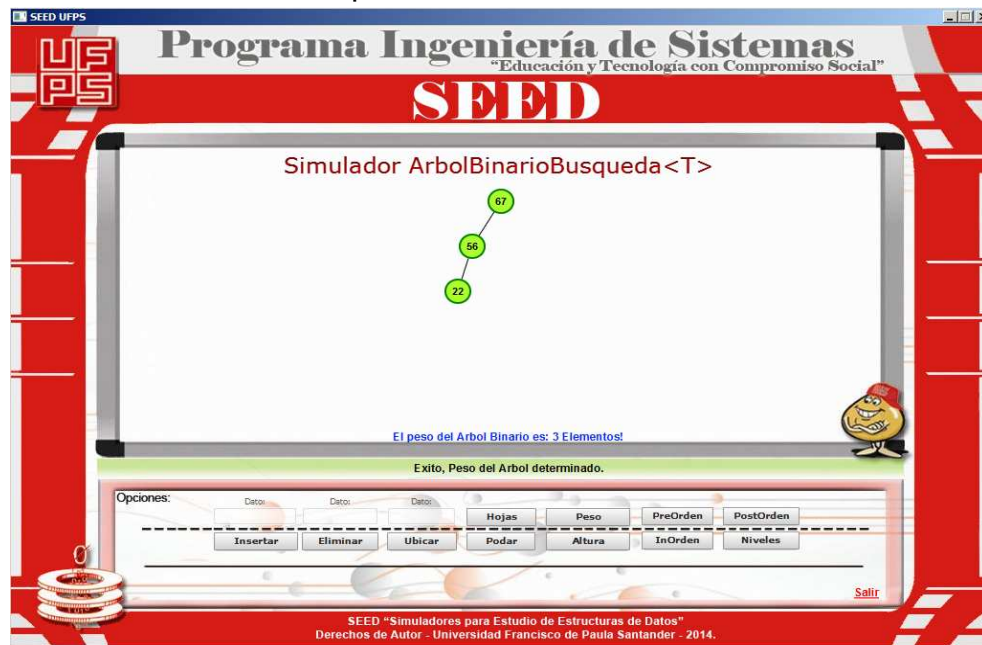 SEED UFPS
UFPS
Programa Ingeniería de Sistemas
“Educación y Tecnología con Compromiso Social”
SEED
Simulador ArbolBinarioBusqueda<T>
67
56
22
El peso del Arbol Binario es: 3 Elementos!
Exito, Peso del Arbol determinado.
Opciones:
Dato: Dato: Dato:
Hojas Peso PreOrden PostOrden
Insertar Eliminar Ubicar Podar Altura InOrden Niveles
Salir
SEED “Simuladores para Estudio de Estructuras de Datos”
Derechos de Autor - Universidad Francisco de Paula Santander - 2014.